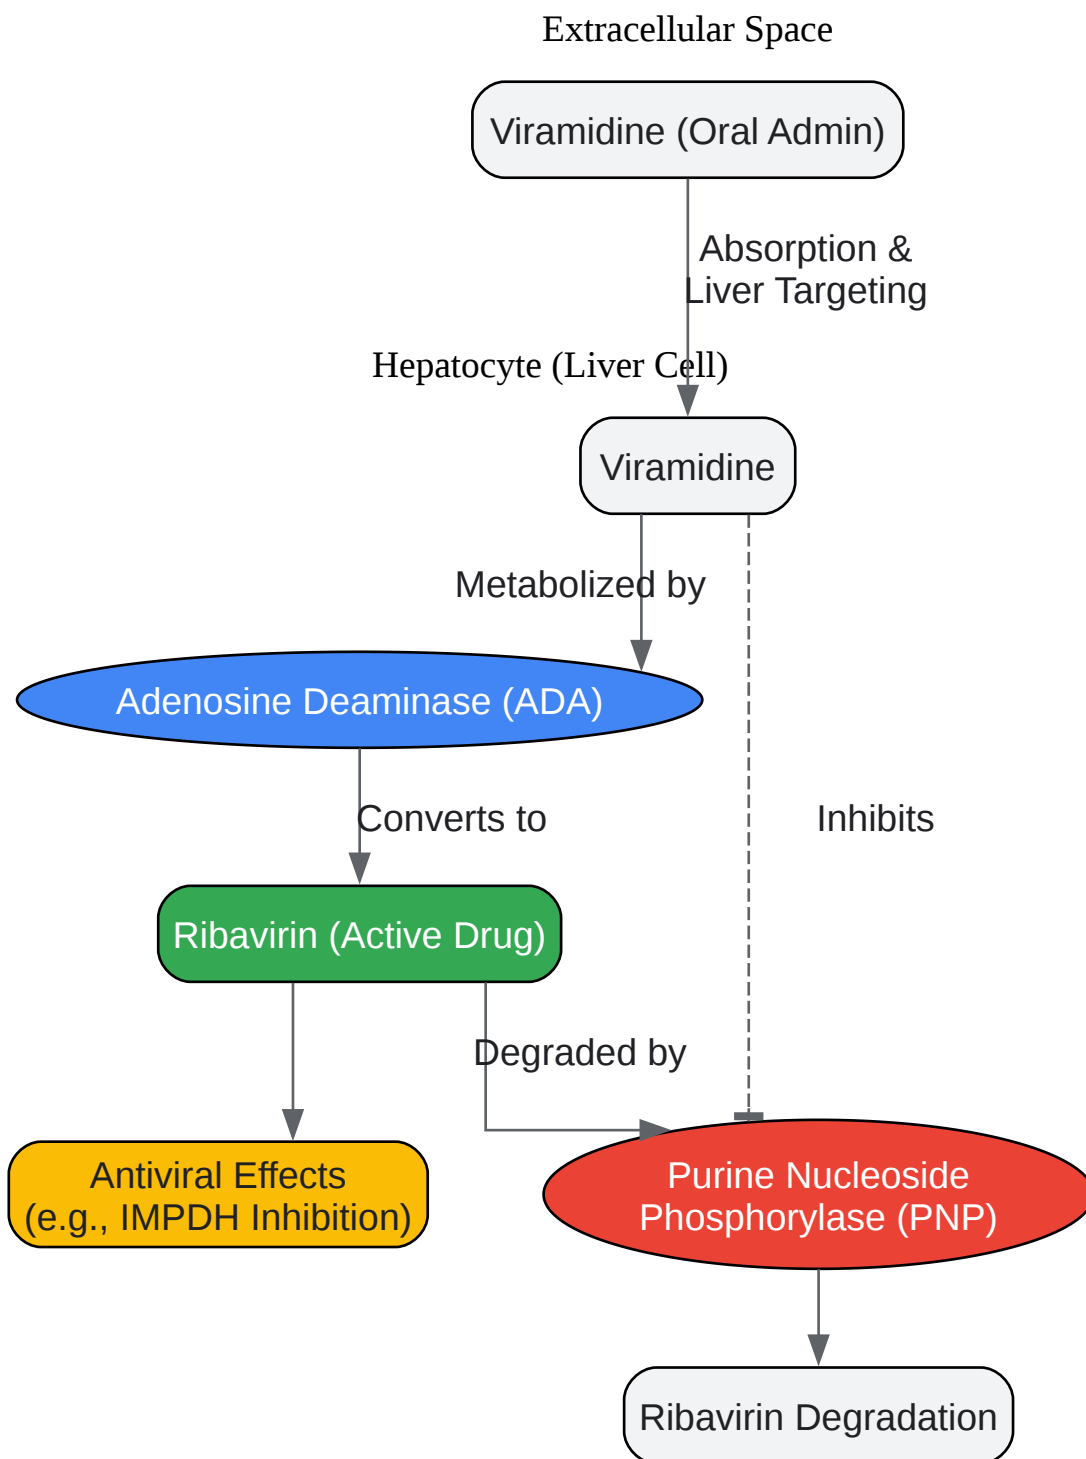 Extracellular Space
Viramidine (Oral Admin)
Absorption &
Liver Targeting
Hepatocyte (Liver Cell)
Viramidine
Metabolized by
Adenosine Deaminase (ADA)
Converts to
Inhibits
Ribavirin (Active Drug)
Degraded by
Antiviral Effects
(e.g., IMPDH Inhibition)
Purine Nucleoside
Phosphorylase (PNP)
Ribavirin Degradation